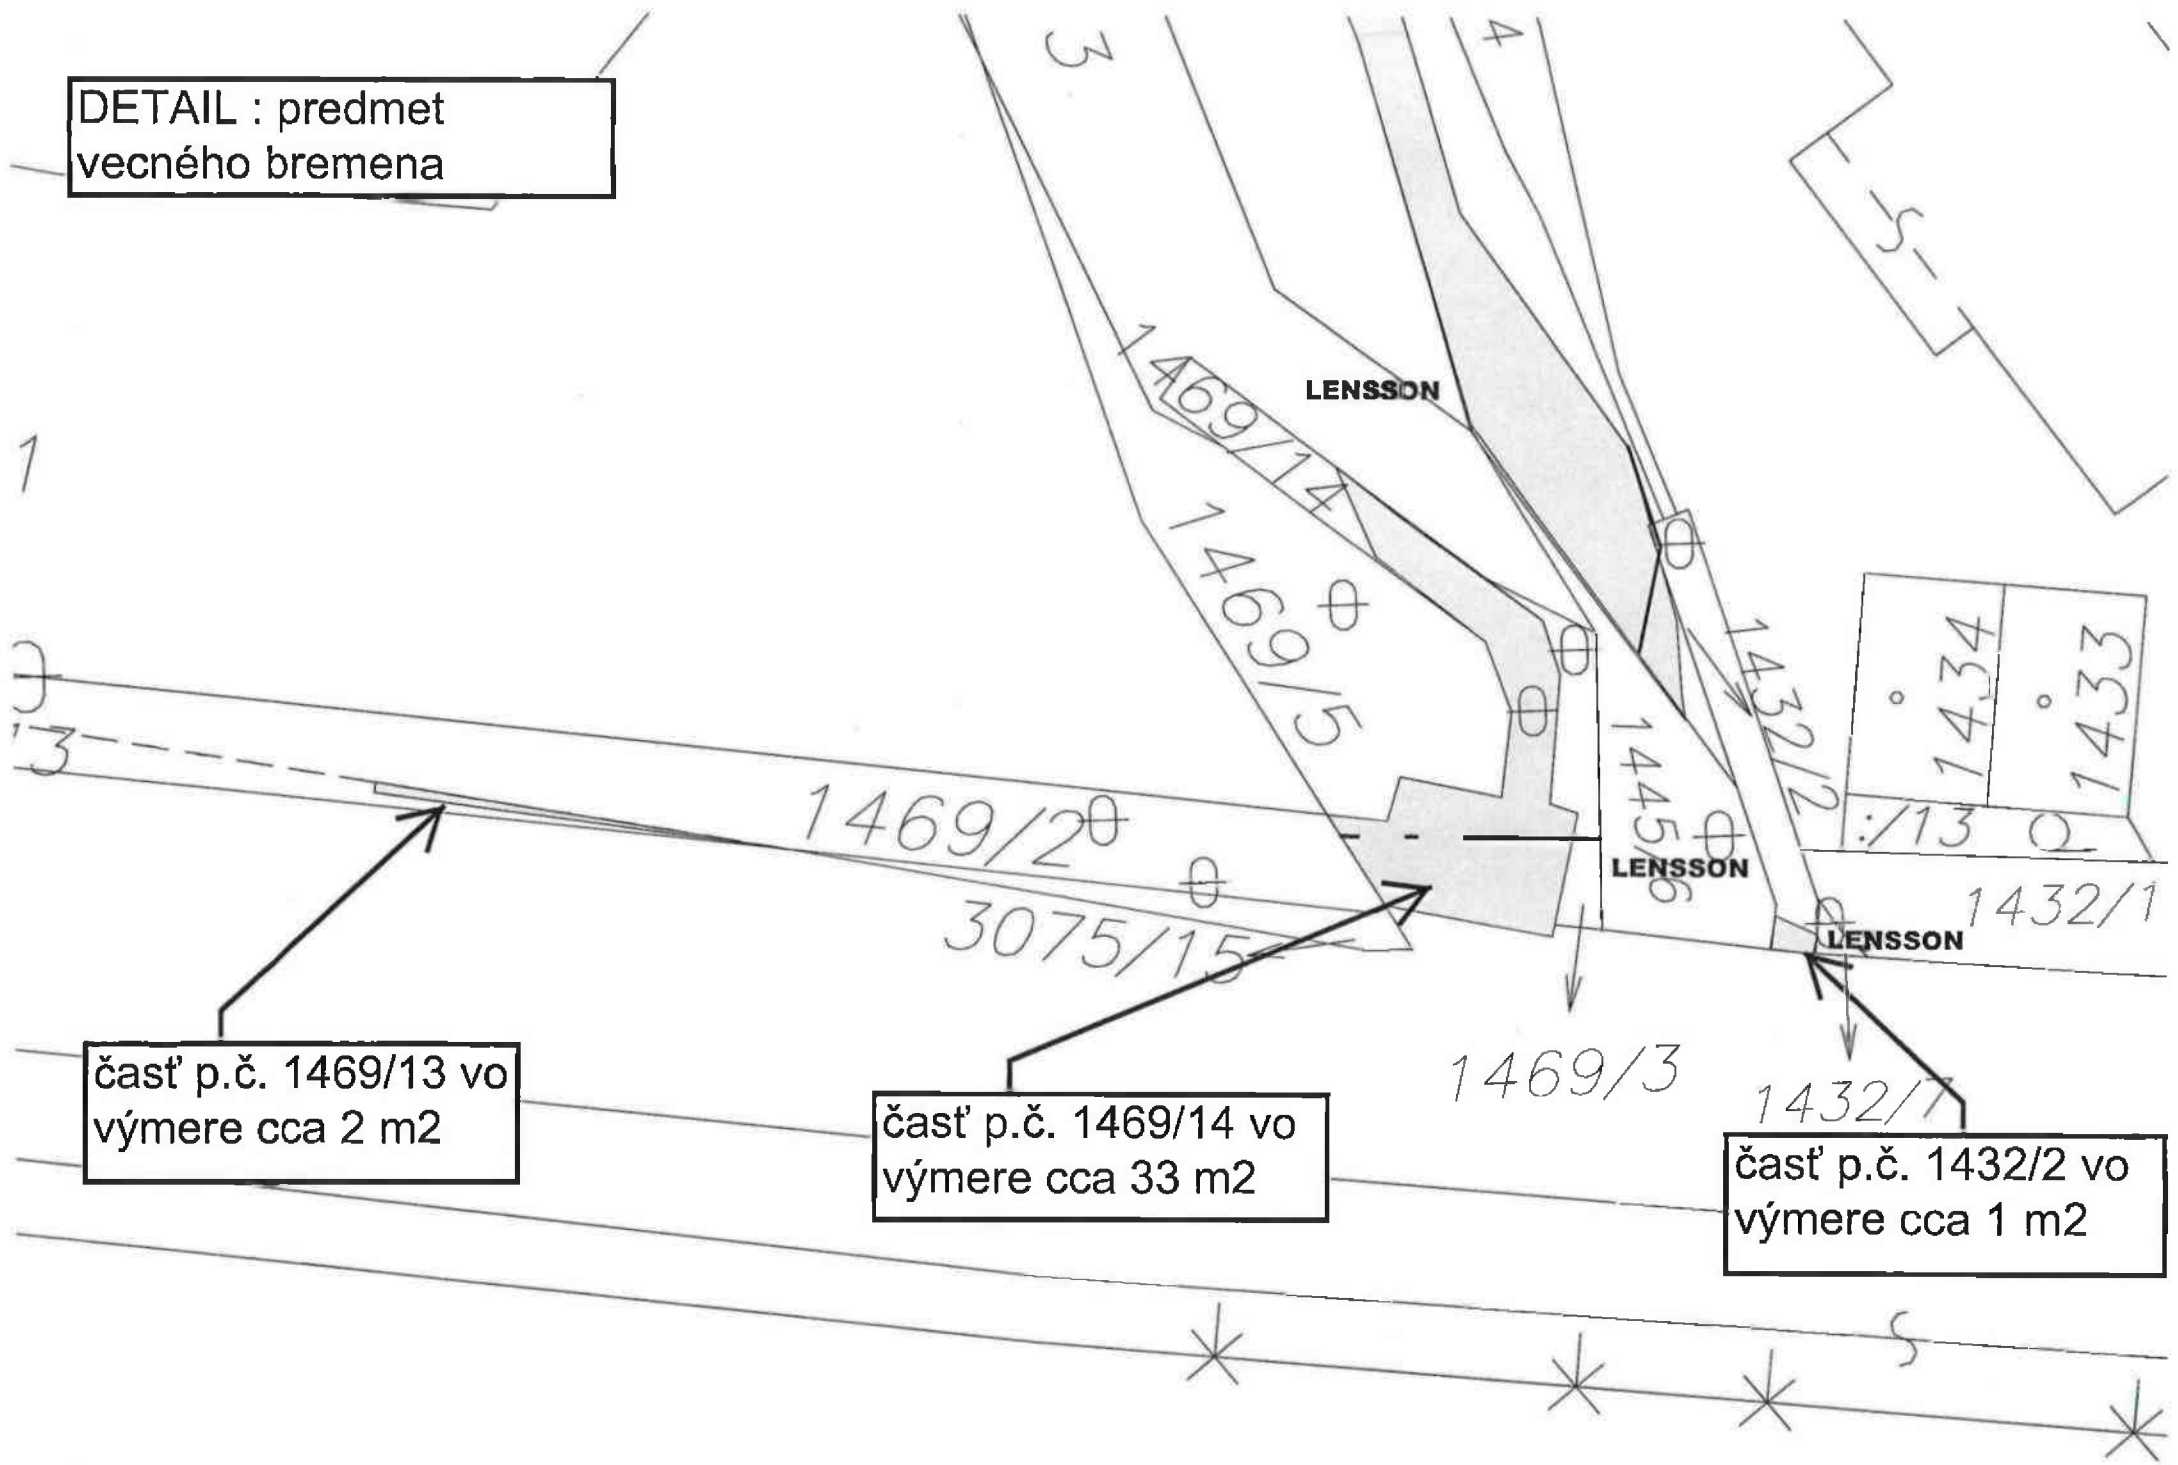 DETAIL : predmet
vecného bremena
3
4
S
1
1469/14
LENSSON
1469/5
1432/2
1434
1433
1445/6
1469/2
LENSSON
:/13
1432/1
3075/15
LENSSON
1469/3
1432/7
časť p.č. 1469/13 vo
výmere cca 2 m2
časť p.č. 1469/14 vo
výmere cca 33 m2
časť p.č. 1432/2 vo
výmere cca 1 m2
S